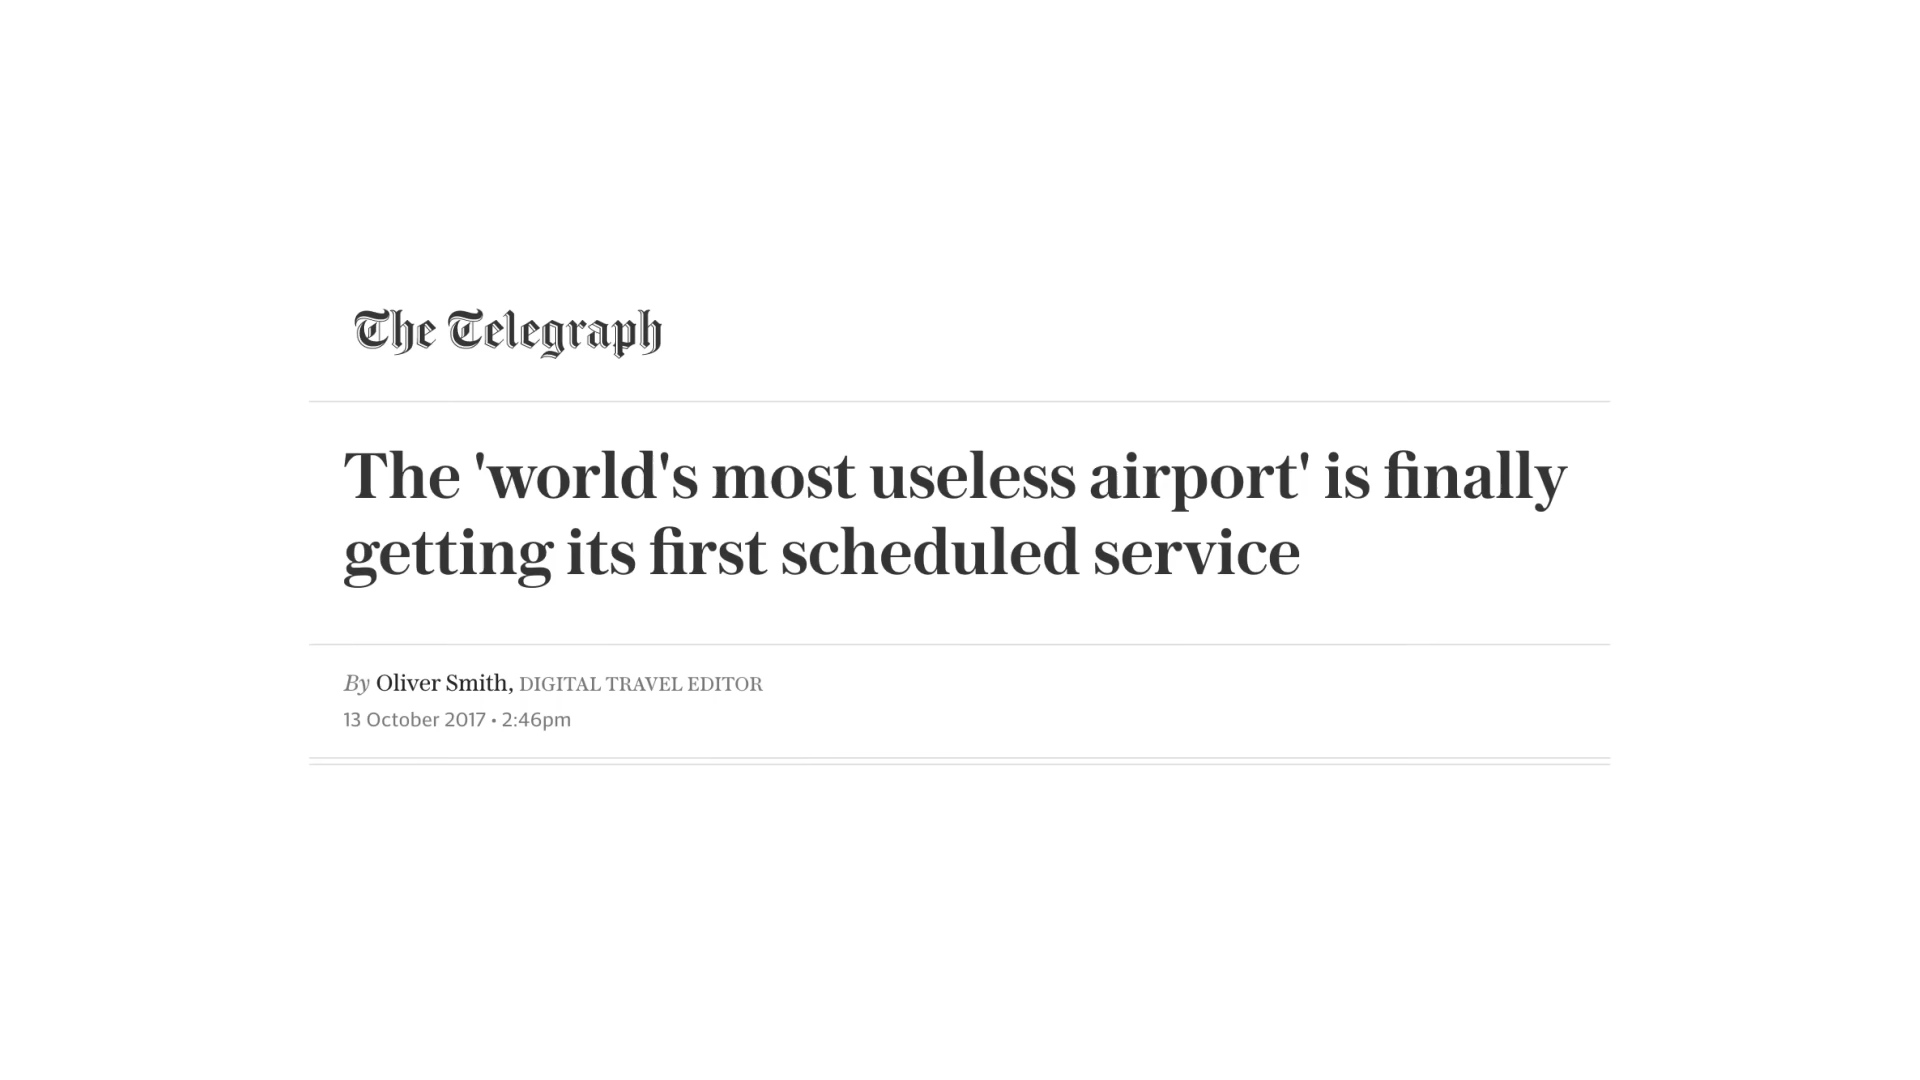 The Telegraph
The 'world's most useless airport' is finally
getting its first scheduled service
By Oliver Smith, DIGITAL TRAVEL EDITOR
13 October 2017 • 2:46pm